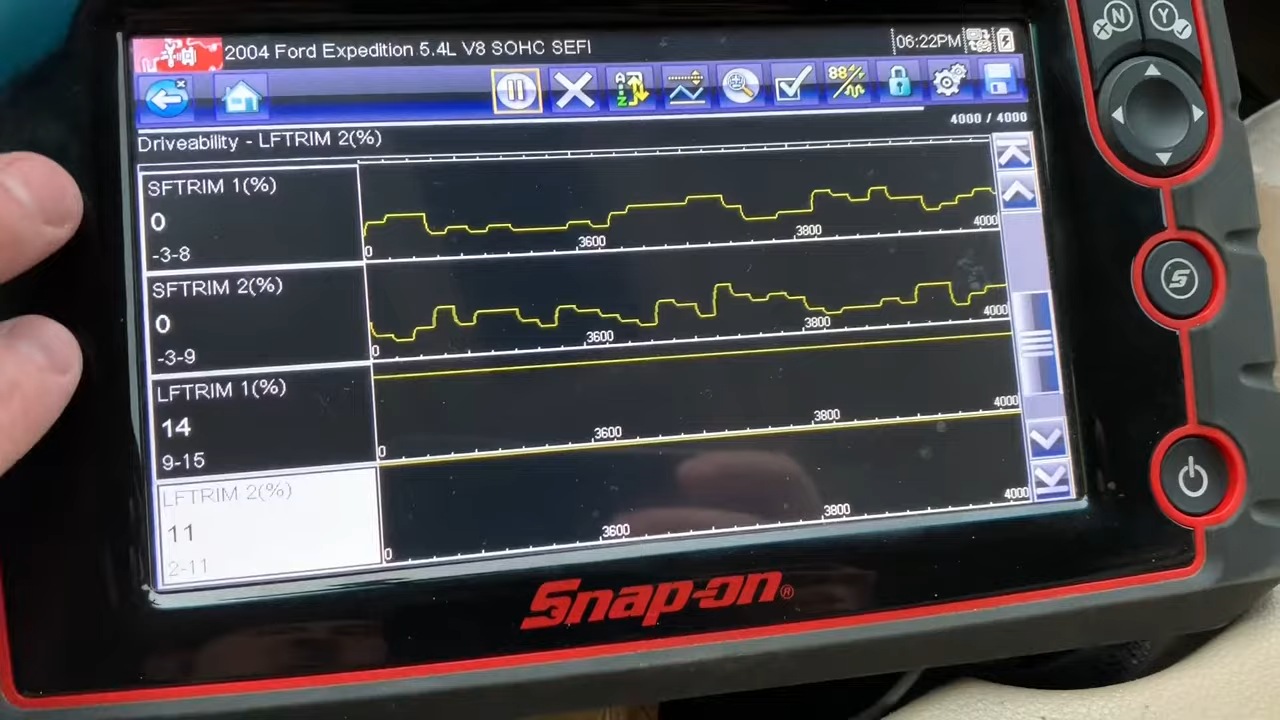 N Y
2004 Ford Expedition 5.4L V8 SOHC SEFI
06:22PM
A Z
88/
4000 / 4000
Driveability - LFTRIM 2(%)
SFTRIM 1(%)
0
-3-8
0 3600 3800 4000
SFTRIM 2(%)
0
-3-9
0 3600 3800 4000
LFTRIM 1(%)
14
9-15
0 3600 3800 4000
LFTRIM 2(%)
11
2-11
0 3600 3800 4000
S
Snap-on®